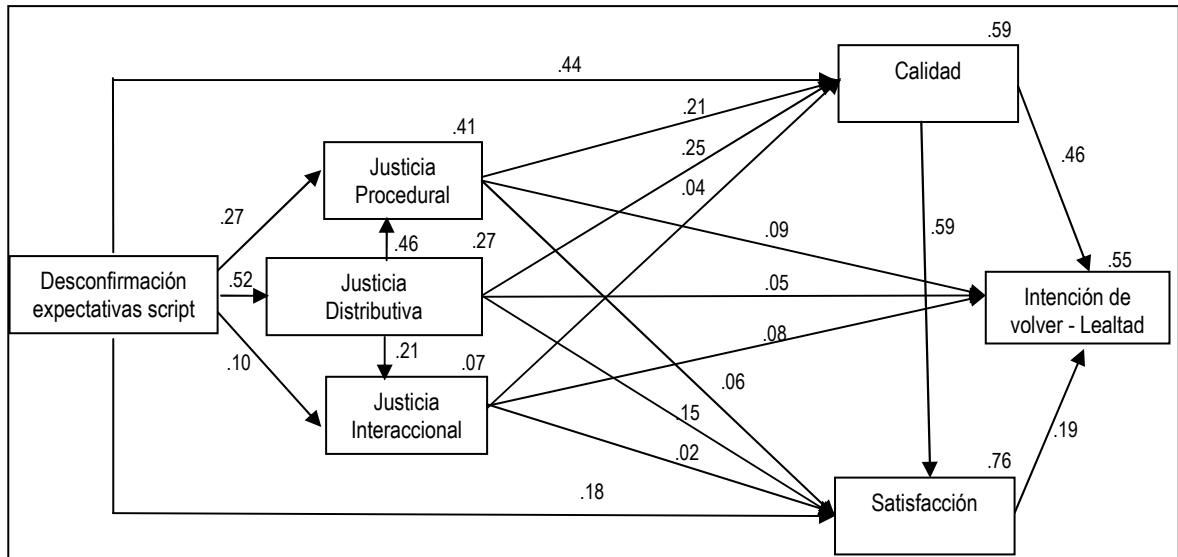 .59
Calidad
.44
.21
.41
.25
Justicia
Procedural
.46
.04
.27
.09
.59
.46
.27
.55
Desconfirmación
expectativas script
.52
Justicia
Distributiva
.05
Intención de
volver - Lealtad
.08
.21
.10
.07
.06
Justicia
Interaccional
.15
.19
.02
.76
.18
Satisfacción